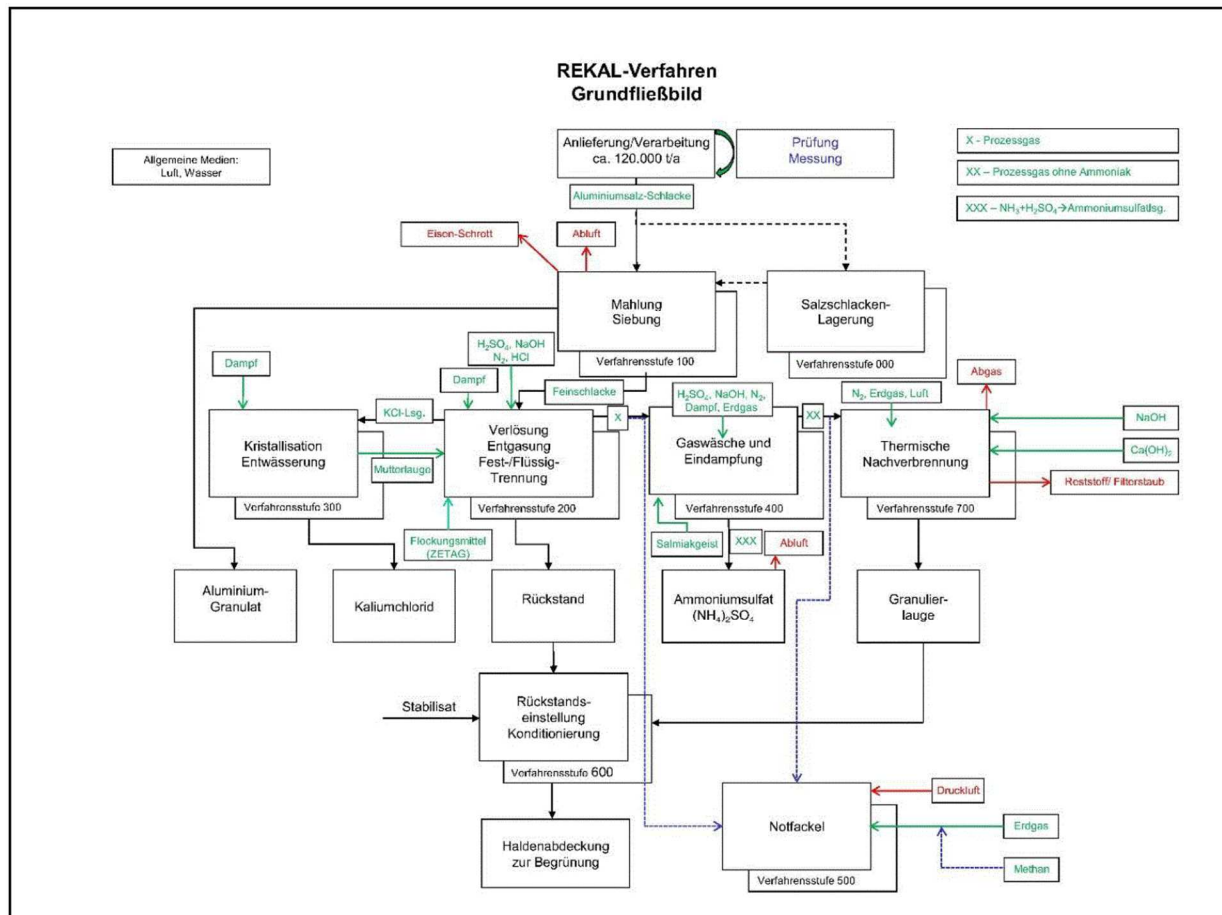 REKAL-Verfahren
Grundfließbild
Anlieferung/Verarbeitung
ca. 120.000 t/a
Prüfung
Messung
X - Prozessgas
Allgemeine Medien:
Luft, Wasser
XX – Prozessgas ohne Ammoniak
Aluminiumsalz-Schlacke
XXX – NH₃+H₂SO₄→Ammoniumsulfatlsg.
Eisen-Schrott
Abluft
Mahlung
Siebung
Verfahrensstufe 100
Salzschlacken-
Lagerung
Verfahrensstufe 000
Dampf
H₂SO₄, NaOH
N₂, HCl
Dampf
Feinschlacke
H₂SO₄, NaOH, N₂,
Dampf, Erdgas
N₂, Erdgas, Luft
Abgas
KCl-Lsg.
X
XX
NaOH
Kristallisation
Entwässerung
Verfahrensstufe 300
Mutterlauge
Verlösung
Entgasung
Fest-/Flüssig-
Trennung
Verfahrensstufe 200
Gaswäsche und
Eindampfung
Verfahrensstufe 400
Thermische
Nachverbrennung
Verfahrensstufe 700
Ca(OH)₂
Reststoff/ Filterstaub
Flockungsmittel
(ZETAG)
Salmiakgeist
XXX
Abluft
Aluminium-
Granulat
Kaliumchlorid
Rückstand
Ammoniumsulfat
(NH₄)₂SO₄
Granulier-
lauge
Stabilisat
Rückstands-
einstellung
Konditionierung
Verfahrensstufe 600
Haldenabdeckung
zur Begrünung
Notfackel
Verfahrensstufe 500
Druckluft
Erdgas
Methan